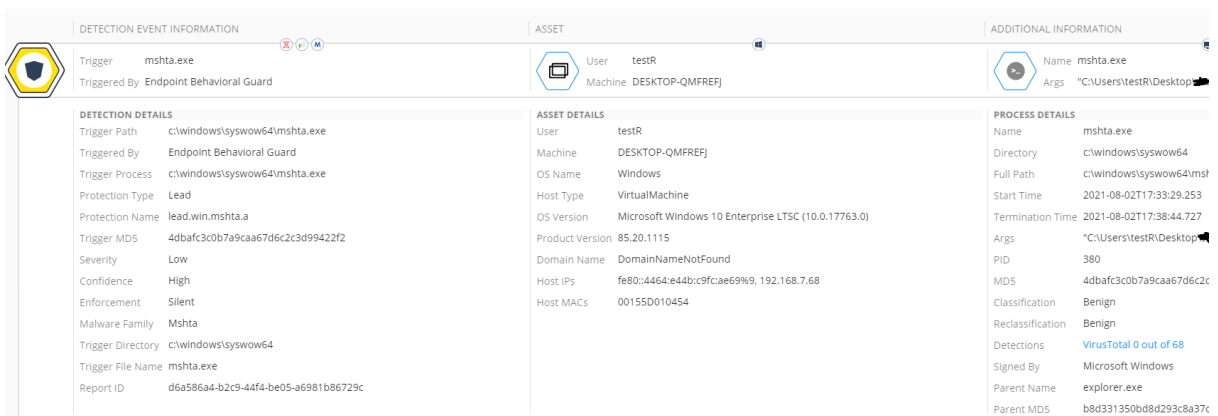 DETECTION EVENT INFORMATION
ASSET
ADDITIONAL INFORMATION
Trigger mshta.exe
Triggered By Endpoint Behavioral Guard
User testR
Machine DESKTOP-QMFREFJ
Name mshta.exe
Args "C:\Users\testR\Desktop\
DETECTION DETAILS
Trigger Path c:\windows\syswow64\mshta.exe
Triggered By Endpoint Behavioral Guard
Trigger Process c:\windows\syswow64\mshta.exe
Protection Type Lead
Protection Name lead.win.mshta.a
Trigger MD5 4dbafc3c0b7a9caa67d6c2c3d99422f2
Severity Low
Confidence High
Enforcement Silent
Malware Family Mshta
Trigger Directory c:\windows\syswow64
Trigger File Name mshta.exe
Report ID d6a586a4-b2c9-44f4-be05-a6981b86729c
ASSET DETAILS
User testR
Machine DESKTOP-QMFREFJ
OS Name Windows
Host Type VirtualMachine
OS Version Microsoft Windows 10 Enterprise LTSC (10.0.17763.0)
Product Version 85.20.1115
Domain Name DomainNameNotFound
Host IPs fe80::4464:e44b:c9fc:ae69%9, 192.168.7.68
Host MACs 00155D010454
PROCESS DETAILS
Name mshta.exe
Directory c:\windows\syswow64
Full Path c:\windows\syswow64\msh
Start Time 2021-08-02T17:33:29.253
Termination Time 2021-08-02T17:38:44.727
Args "C:\Users\testR\Desktop
PID 380
MD5 4dbafc3c0b7a9caa67d6c2c
Classification Benign
Reclassification Benign
Detections VirusTotal 0 out of 68
Signed By Microsoft Windows
Parent Name explorer.exe
Parent MD5 b8d331350bd8d293c8a37c